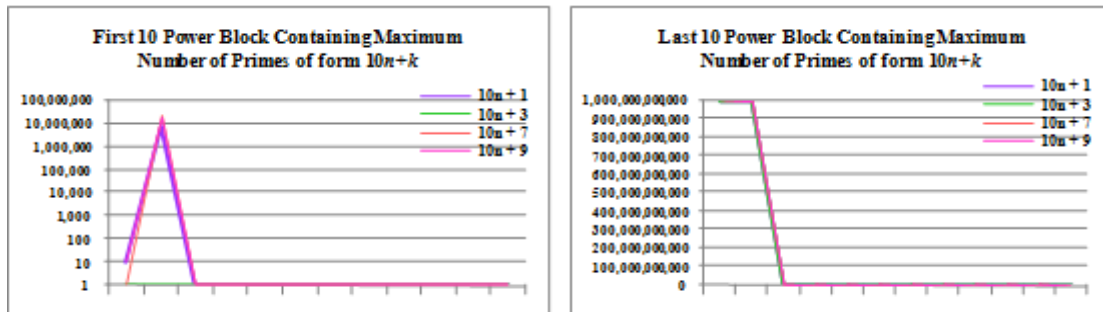 First 10 Power Block Containing Maximum
Number of Primes of form 10n+k
100,000,000
10,000,000
1,000,000
100,000
10,000
1,000
100
10
1
10n + 1
10n + 3
10n + 7
10n + 9
Last 10 Power Block Containing Maximum
Number of Primes of form 10n+k
1,000,000,000,000
900,000,000,000
800,000,000,000
700,000,000,000
600,000,000,000
500,000,000,000
400,000,000,000
300,000,000,000
200,000,000,000
100,000,000,000
0
10n + 1
10n + 3
10n + 7
10n + 9